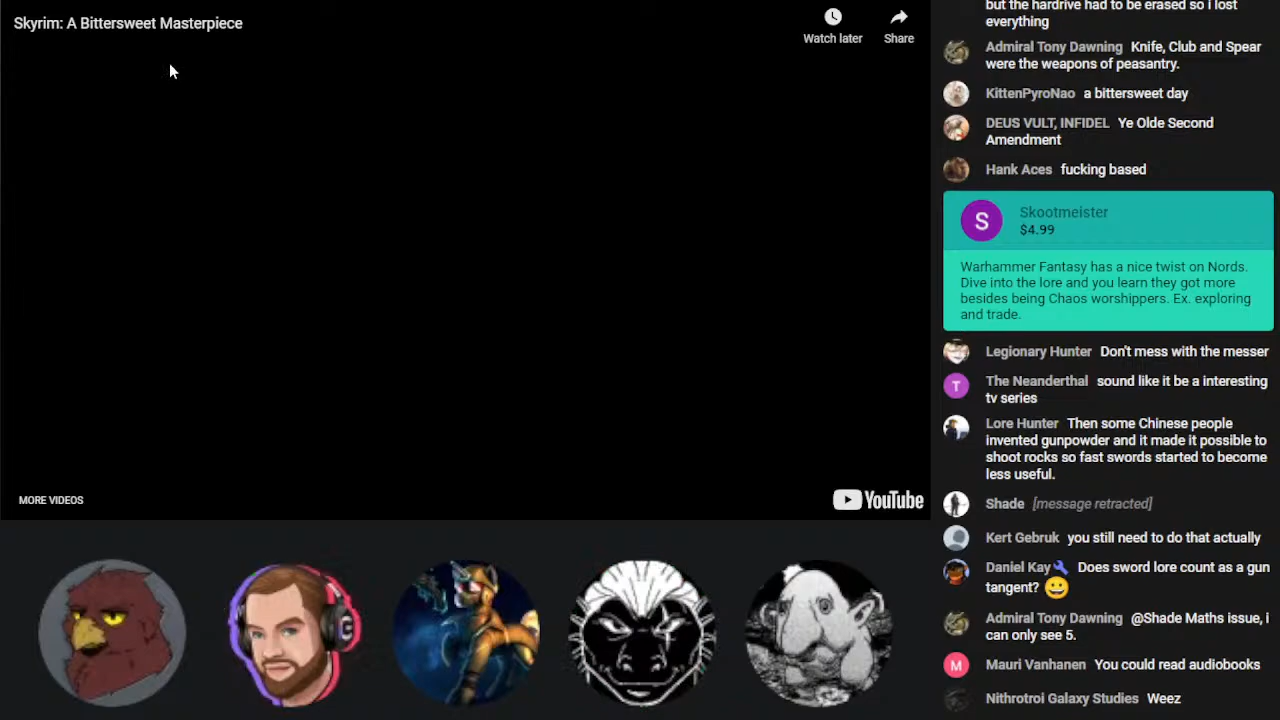 Skyrim: A Bittersweet Masterpiece
Watch later
Share
MORE VIDEOS
YouTube
but the hardrive had to be erased so i lost
everything
Admiral Tony Dawning Knife, Club and Spear
were the weapons of peasantry.
KittenPyroNao a bittersweet day
DEUS VULT, INFIDEL Ye Olde Second
Amendment
Hank Aces fucking based
S
Skootmeister
$4.99
Warhammer Fantasy has a nice twist on Nords.
Dive into the lore and you learn they got more
besides being Chaos worshippers. Ex. exploring
and trade.
Legionary Hunter Don't mess with the messer
T
The Neanderthal sound like it be a interesting
tv series
Lore Hunter Then some Chinese people
invented gunpowder and it made it possible to
shoot rocks so fast swords started to become
less useful.
Shade [message retracted]
Kert Gebruk you still need to do that actually
Daniel Kay Does sword lore count as a gun
tangent?
Admiral Tony Dawning @Shade Maths issue, i
can only see 5.
M
Mauri Vanhanen You could read audiobooks
Nithrotroi Galaxy Studies Weez